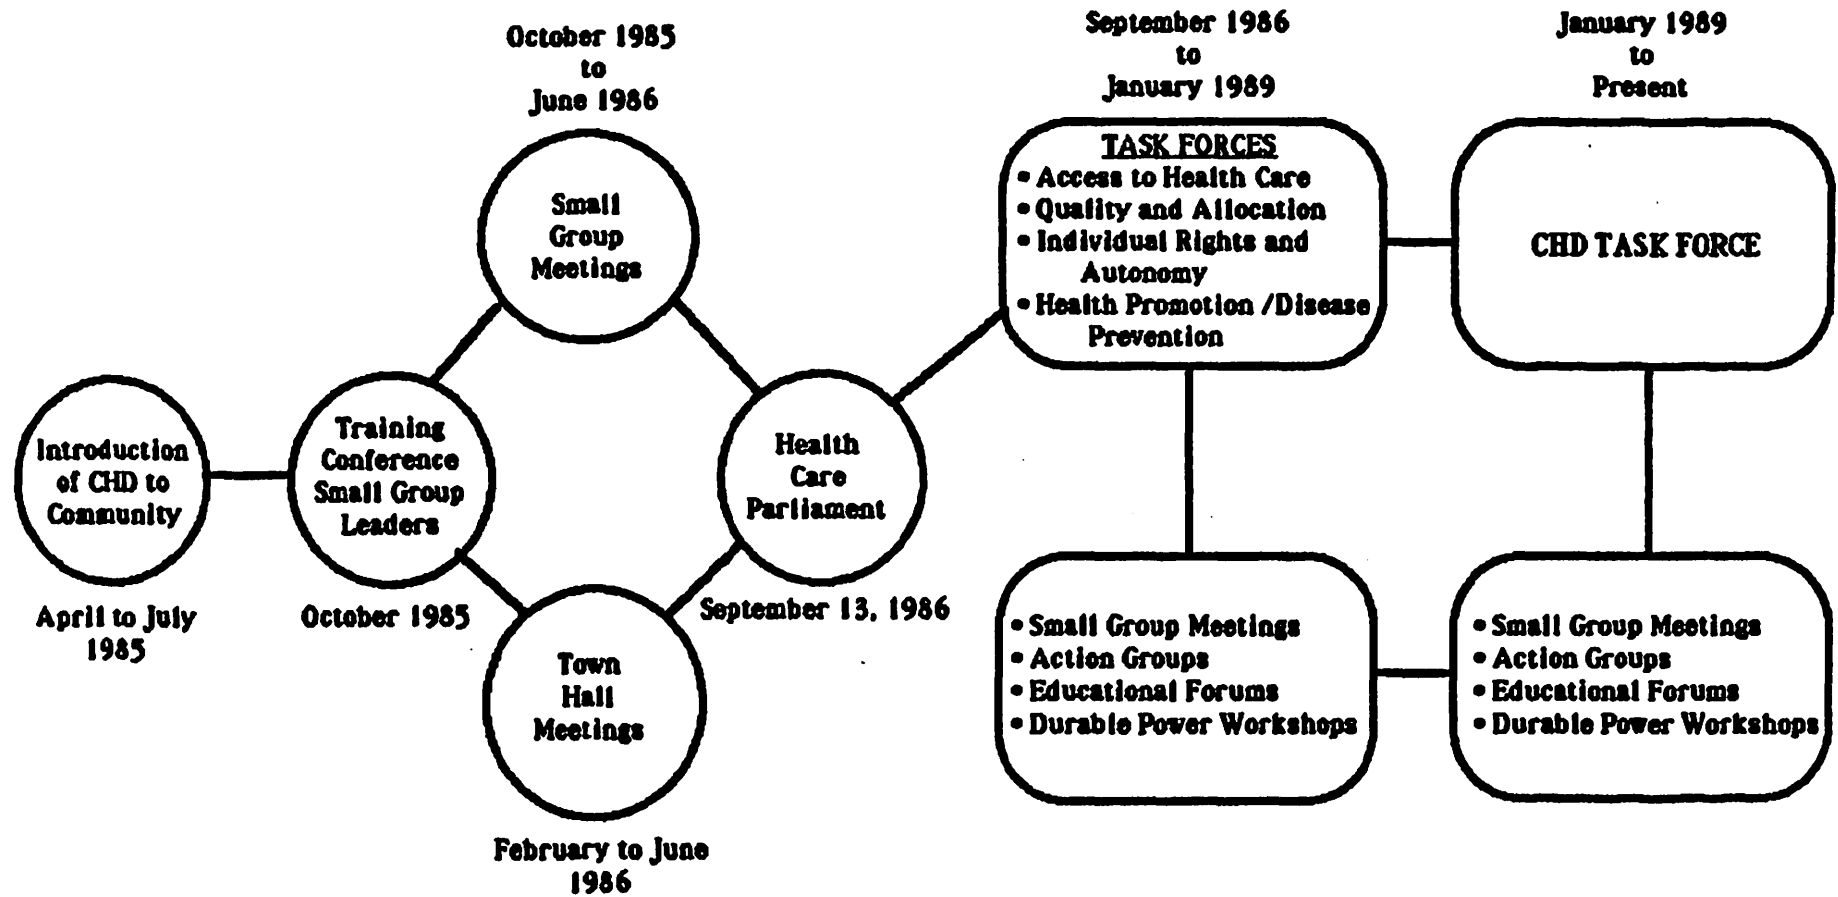 October 1985
to
June 1986
September 1986
to
January 1989
January 1989
to
Present
Small
Group
Meetings
TASK FORCES
• Access to Health Care
• Quality and Allocation
• Individual Rights and
Autonomy
• Health Promotion /Disease
Prevention
CHD TASK FORCE
Introduction
of CHD to
Community
April to July
1985
Training
Conference
Small Group
Leaders
October 1985
Health
Care
Parliament
September 13, 1986
Town
Hall
Meetings
February to June
1986
• Small Group Meetings
• Action Groups
• Educational Forums
• Durable Power Workshops
• Small Group Meetings
• Action Groups
• Educational Forums
• Durable Power Workshops